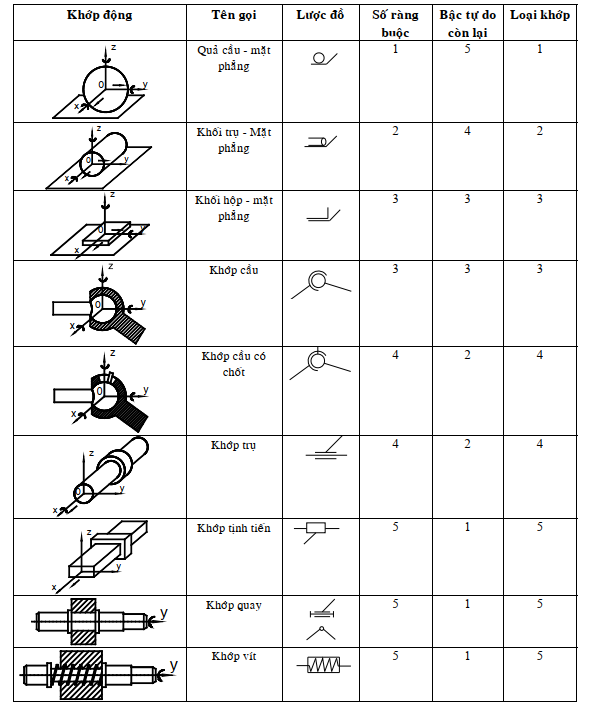 Khớp động Tên gọi Lược đồ Số ràng buộc Bậc tự do còn lại Loại khớp
z
0
y
x
Quả cầu - mặt phẳng 1 5 1
z
0
y
x
Khối trụ - Mặt phẳng 2 4 2
z
0
y
x
Khối hộp - mặt phẳng 3 3 3
z
0
y
x
Khớp cầu 3 3 3
z
0
y
x
Khớp cầu có chốt 4 2 4
z
0
y
x
Khớp trụ 4 2 4
z
y
x
Khớp tịnh tiến 5 1 5
y
Khớp quay 5 1 5
y
Khớp vít 5 1 5